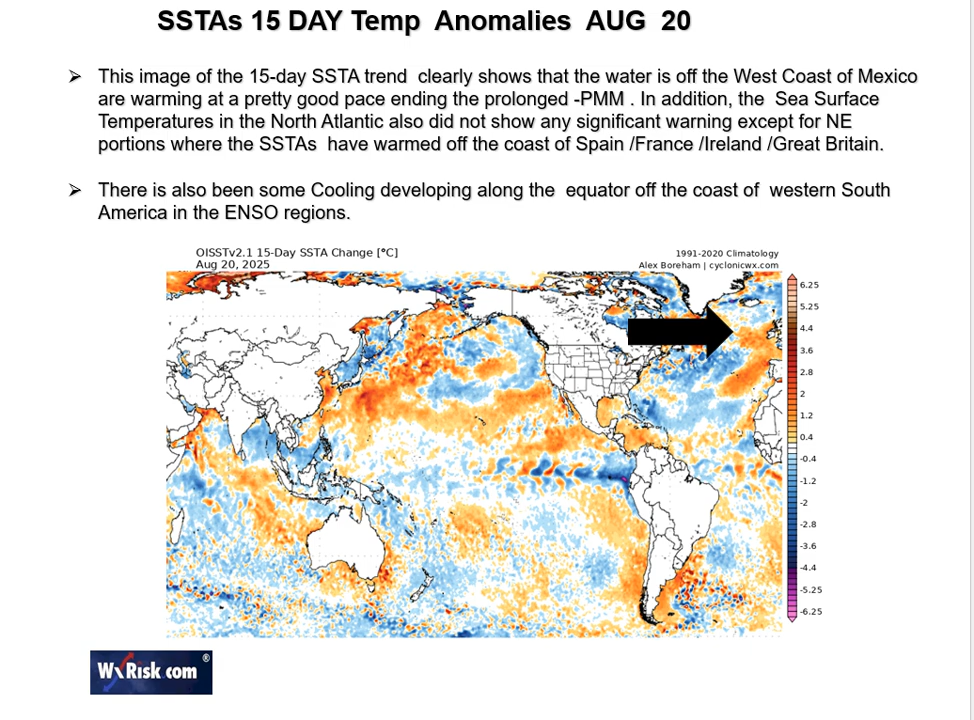 SSTAs 15 DAY Temp Anomalies AUG 20
➢ This image of the 15-day SSTA trend clearly shows that the water is off the West Coast of Mexico
are warming at a pretty good pace ending the prolonged -PMM . In addition, the Sea Surface
Temperatures in the North Atlantic also did not show any significant warning except for NE
portions where the SSTAs have warmed off the coast of Spain /France /Ireland /Great Britain.
➢ There is also been some Cooling developing along the equator off the coast of western South
America in the ENSO regions.
OISSTv2.1 15-Day SSTA Change [°C]
Aug 20, 2025
1991-2020 Climatology
Alex Boreham | cyclonicwx.com
6.25
5.25
4.4
3.6
2.8
2
1.2
0.4
-0.4
-1.2
-2
-2.8
-3.6
-4.4
-5.25
-6.25
WxRisk.com ®